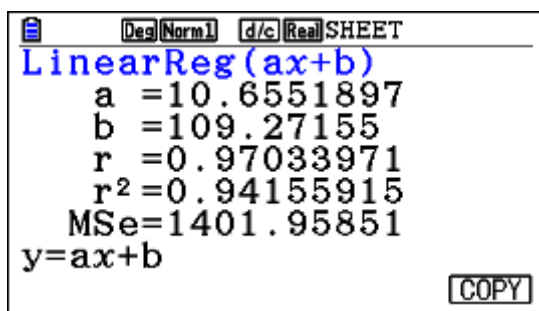 Deg Norm1 d/c Real SHEET
LinearReg(ax+b)
a =10.6551897
b =109.27155
r =0.97033971
r²=0.94155915
MSe=1401.95851
y=ax+b
COPY